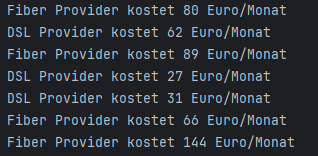 Fiber Provider kostet 80 Euro/Monat
DSL Provider kostet 62 Euro/Monat
Fiber Provider kostet 89 Euro/Monat
DSL Provider kostet 27 Euro/Monat
DSL Provider kostet 31 Euro/Monat
Fiber Provider kostet 66 Euro/Monat
Fiber Provider kostet 144 Euro/Monat